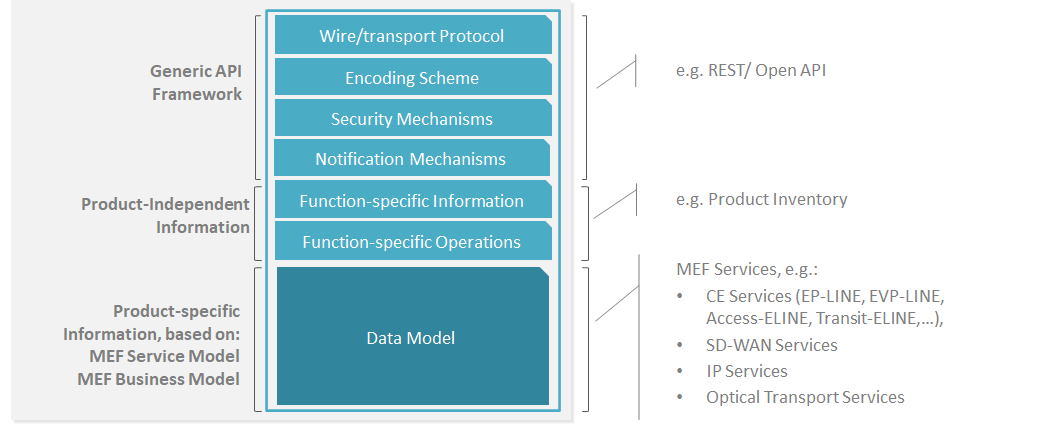 Generic API
Framework
Wire/transport Protocol
Encoding Scheme
Security Mechanisms
Notification Mechanisms
e.g. REST/ Open API
Product-Independent
Information
Function-specific Information
Function-specific Operations
e.g. Product Inventory
Product-specific
Information, based on:
MEF Service Model
MEF Business Model
Data Model
MEF Services, e.g.:
• CE Services (EP-LINE, EVP-LINE,
Access-ELINE, Transit-ELINE,...),
• SD-WAN Services
• IP Services
• Optical Transport Services